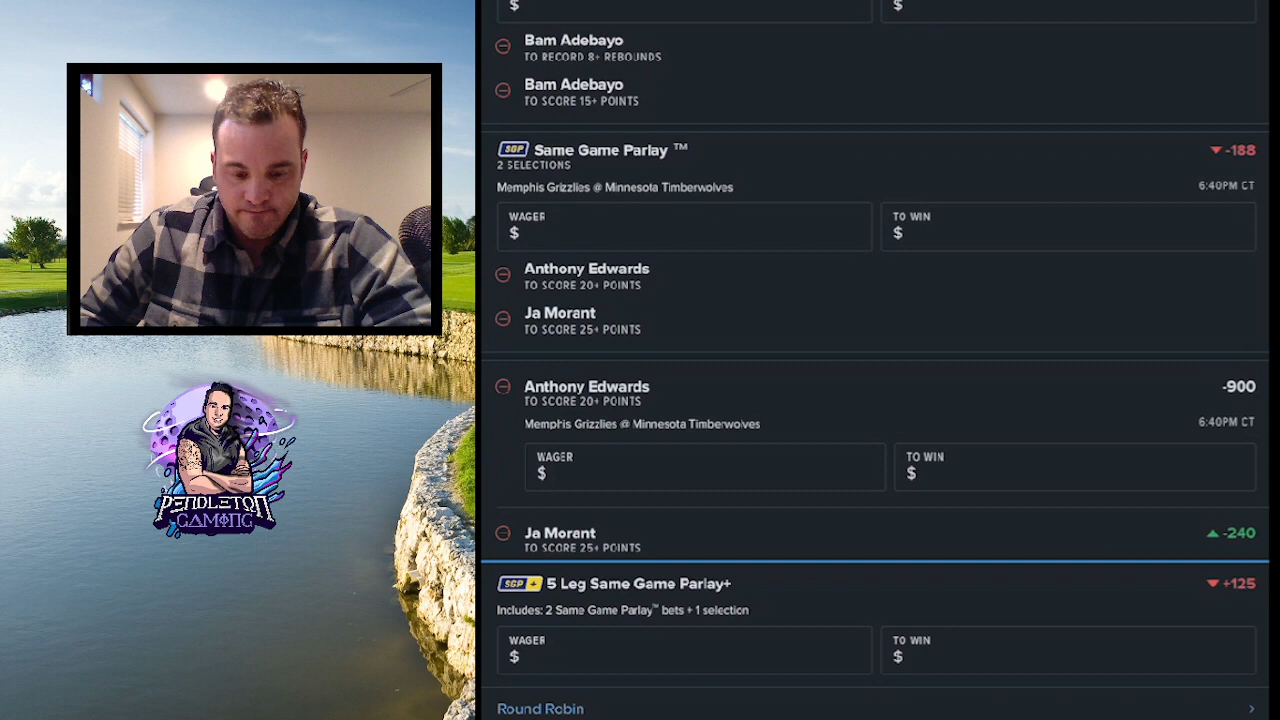 $ $
Bam Adebayo
TO RECORD 8+ REBOUNDS
Bam Adebayo
TO SCORE 15+ POINTS
SGP Same Game Parlay ™ -188
2 SELECTIONS
Memphis Grizzlies @ Minnesota Timberwolves 6:40PM CT
WAGER TO WIN
$ $
Anthony Edwards
TO SCORE 20+ POINTS
Ja Morant
TO SCORE 25+ POINTS
Anthony Edwards -900
TO SCORE 20+ POINTS
Memphis Grizzlies @ Minnesota Timberwolves 6:40PM CT
WAGER TO WIN
$ $
Ja Morant -240
TO SCORE 25+ POINTS
SGP + 5 Leg Same Game Parlay+ +125
Includes: 2 Same Game Parlay™ bets + 1 selection
WAGER TO WIN
$ $
Round Robin
PENDLETON
GAMING